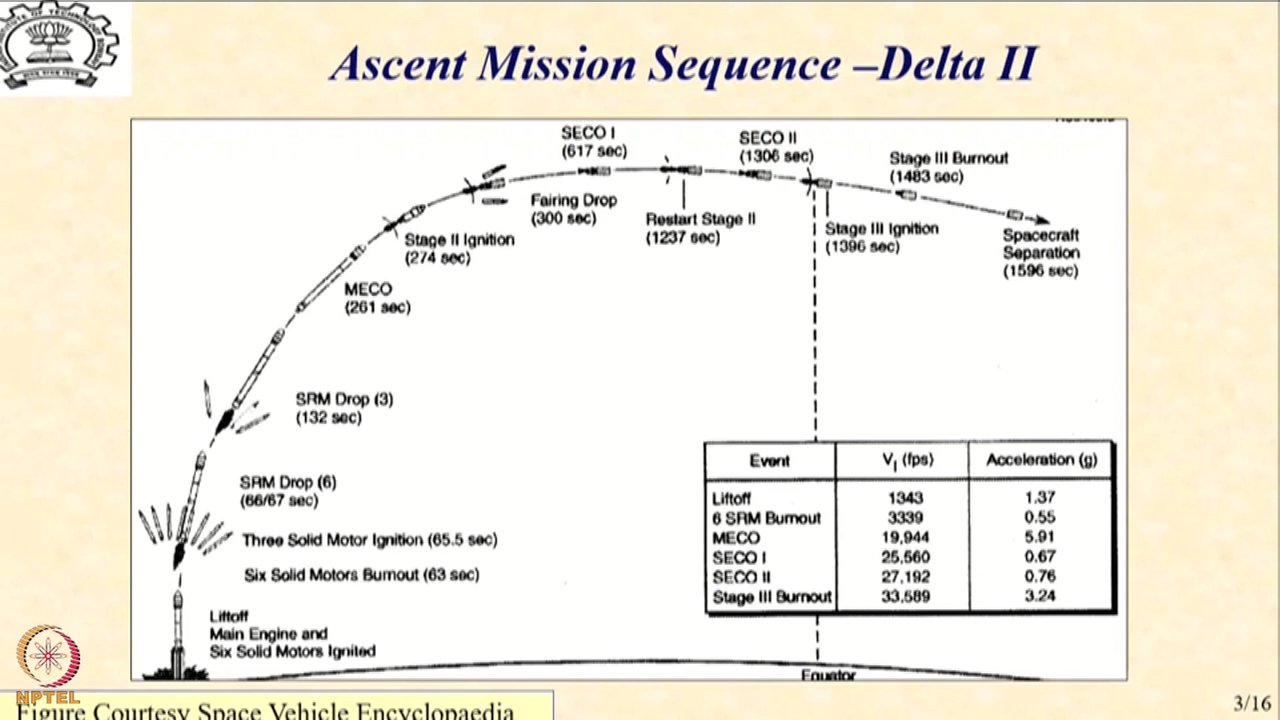 Ascent Mission Sequence –Delta II
SECO I
(617 sec)
SECO II
(1306 sec)
Stage III Burnout
(1483 sec)
Fairing Drop
(300 sec)
Restart Stage II
(1237 sec)
Stage III Ignition
(1396 sec)
Spacecraft
Separation
(1596 sec)
Stage II Ignition
(274 sec)
MECO
(261 sec)
SRM Drop (3)
(132 sec)
SRM Drop (6)
(66/67 sec)
Three Solid Motor Ignition (65.5 sec)
Six Solid Motors Burnout (63 sec)
Liftoff
Main Engine and
Six Solid Motors Ignited
Event VI (fps) Acceleration (g)
Liftoff 1343 1.37
6 SRM Burnout 3339 0.55
MECO 19,944 5.91
SECO I 25,560 0.67
SECO II 27,192 0.76
Stage III Burnout 33,589 3.24
Equator
NPTEL
Figure Courtesy Space Vehicle Encyclopaedia
3/16